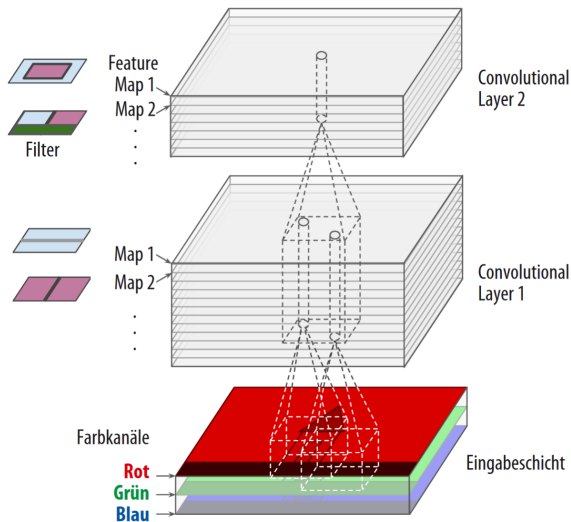 Feature
Map 1
Map 2
.
.
.
Filter
Convolutional
Layer 2
Map 1
Map 2
.
.
.
Convolutional
Layer 1
Farbkanäle
Rot
Grün
Blau
Eingabeschicht